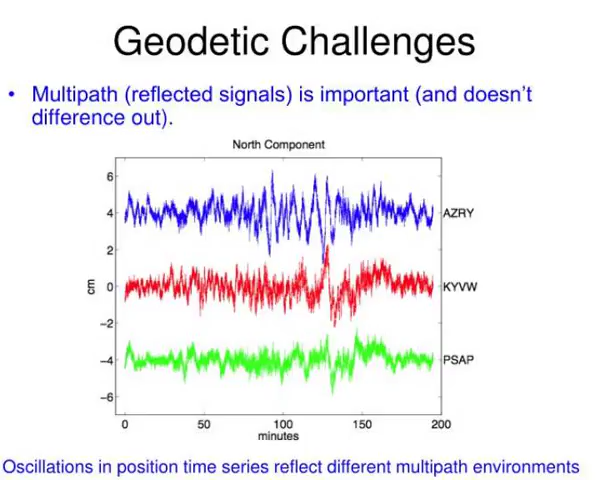 Geodetic Challenges
• Multipath (reflected signals) is important (and doesn't
difference out).
North Component
6
4
2
0
−2
−4
−6
cm
AZRY
KYVW
PSAP
0 50 100 150 200
minutes
Oscillations in position time series reflect different multipath environments